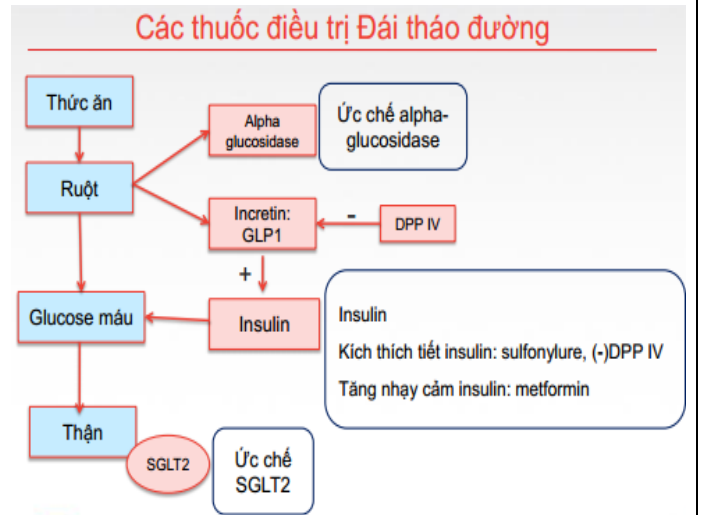 Các thuốc điều trị Đái tháo đường
Thức ăn
Alpha
glucosidase
Ức chế alpha-
glucosidase
Ruột
Incretin:
GLP1
-
DPP IV
+
Glucose máu
Insulin
Insulin
Kích thích tiết insulin: sulfonylure, (-)DPP IV
Tăng nhạy cảm insulin: metformin
Thận
SGLT2
Ức chế
SGLT2